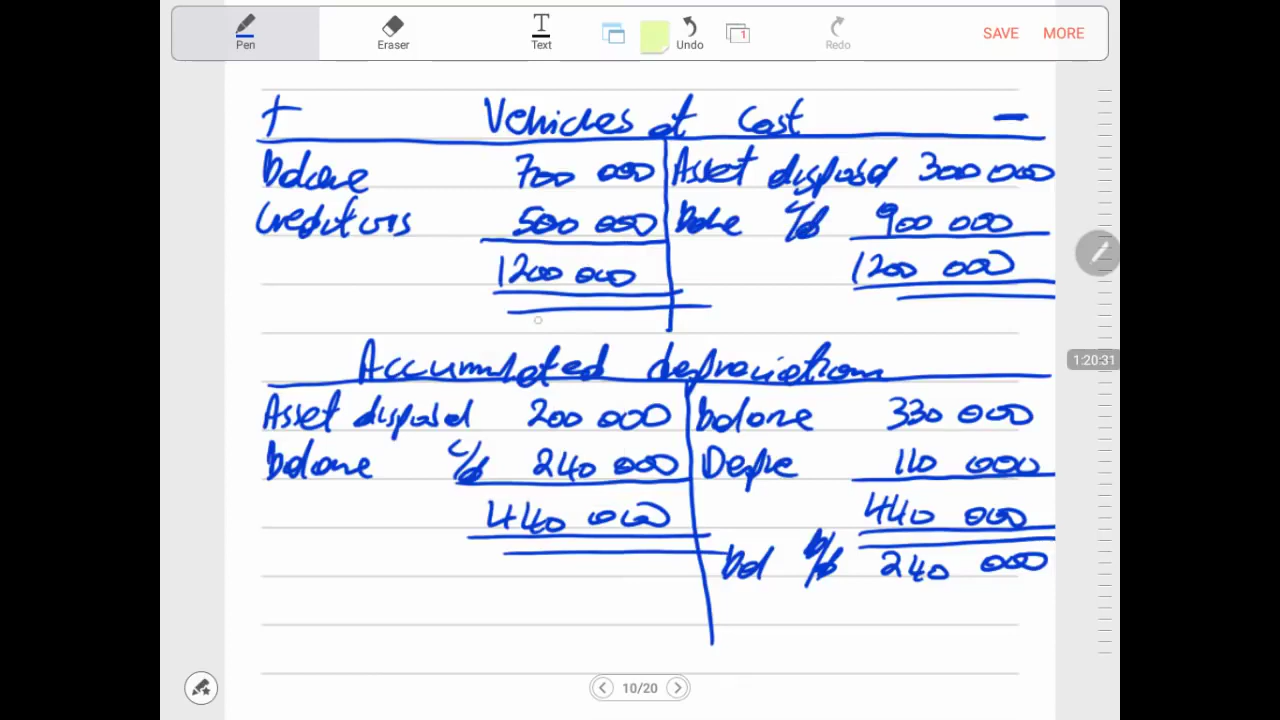 Pen Eraser Text Undo 1 Redo SAVE MORE
+ Vehicles at Cost -
Balance 700 000 Asset disposal 300 000
Creditors 500 000 Balance c/d 900 000
1200 000 1200 000
1:20:31
Accumulated depreciation
Asset disposal 200 000 balance 330 000
balance c/d 240 000 Depre 110 000
440 000 440 000
bal b/d 240 000
10/20